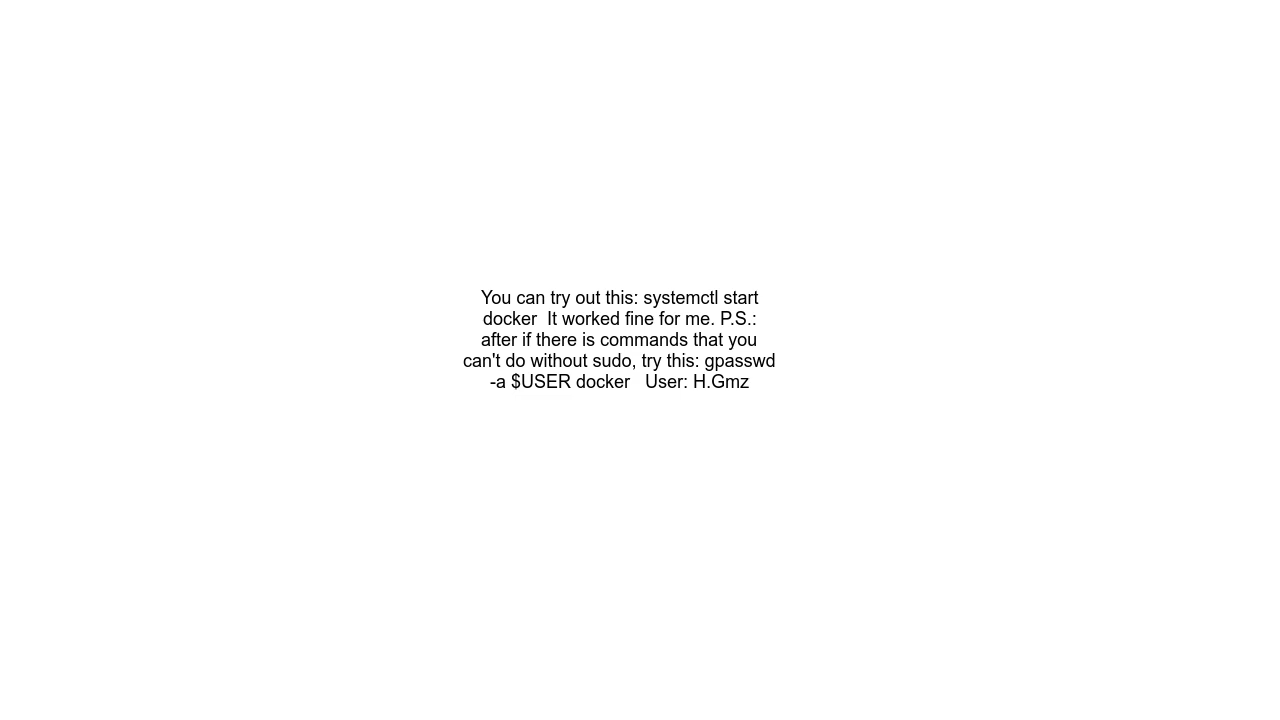 You can try out this: systemctl start
docker  It worked fine for me. P.S.:
after if there is commands that you
can't do without sudo, try this: gpasswd
-a $USER docker   User: H.Gmz